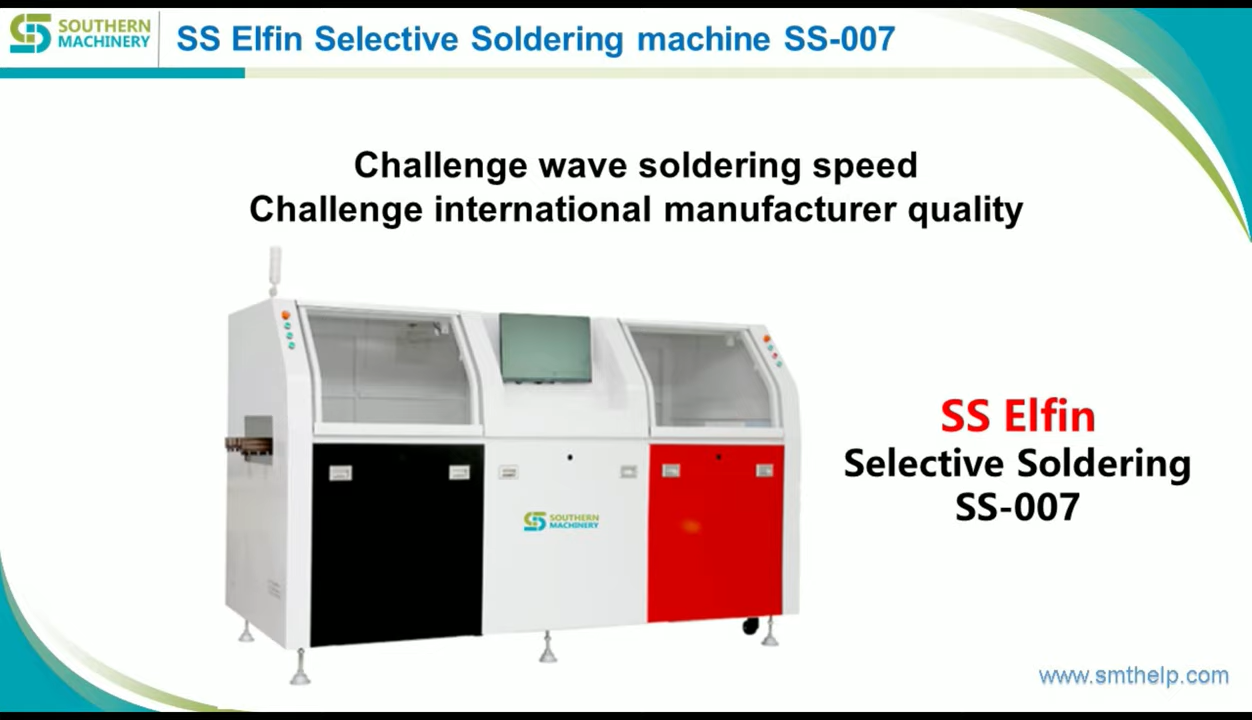 SOUTHERN
MACHINERY
SS Elfin Selective Soldering machine SS-007
Challenge wave soldering speed
Challenge international manufacturer quality
SS Elfin
Selective Soldering
SS-007
SOUTHERN
MACHINERY
www.smthelp.com